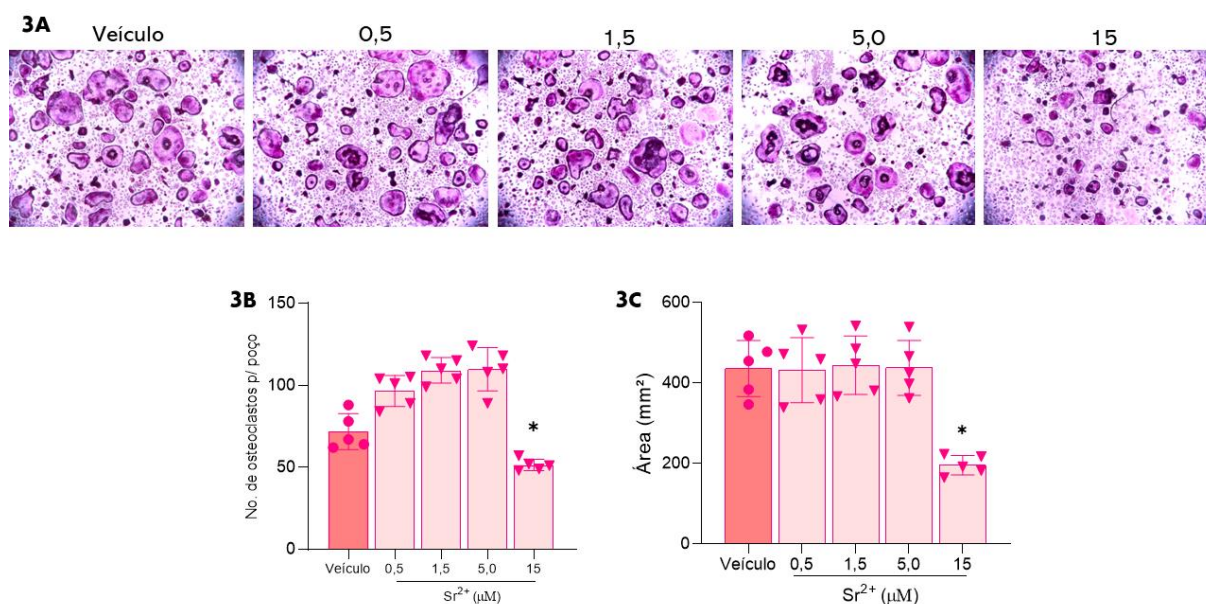 3A
Veículo 0,5 1,5 5,0 15
3B
150
100
50
0
No. de osteoclastos p/ poço
*
Veículo 0,5 1,5 5,0 15
Sr²⁺ (μM)
3C
600
400
200
0
Área (mm²)
*
Veículo 0,5 1,5 5,0 15
Sr²⁺ (μM)